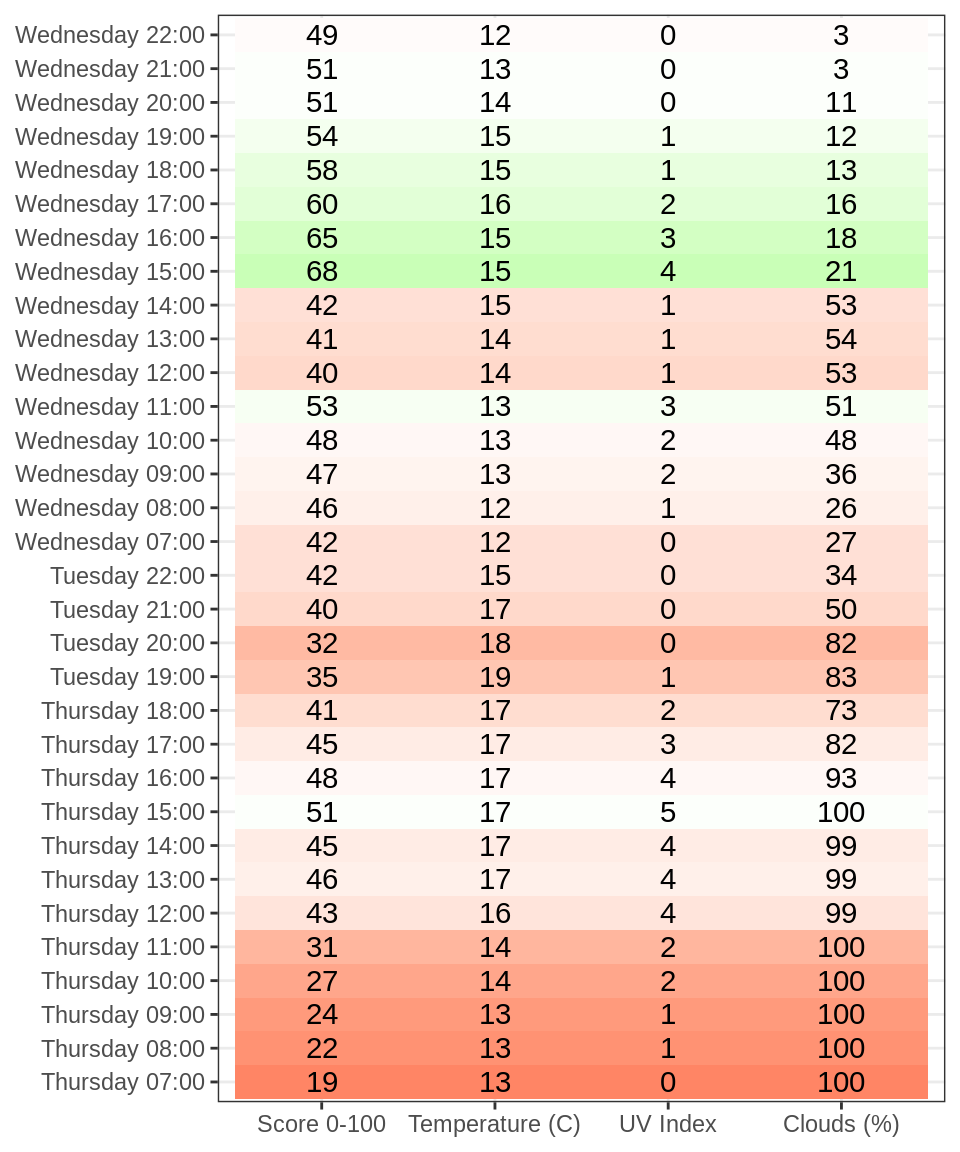 Wednesday 22:00 49 12 0 3
Wednesday 21:00 51 13 0 3
Wednesday 20:00 51 14 0 11
Wednesday 19:00 54 15 1 12
Wednesday 18:00 58 15 1 13
Wednesday 17:00 60 16 2 16
Wednesday 16:00 65 15 3 18
Wednesday 15:00 68 15 4 21
Wednesday 14:00 42 15 1 53
Wednesday 13:00 41 14 1 54
Wednesday 12:00 40 14 1 53
Wednesday 11:00 53 13 3 51
Wednesday 10:00 48 13 2 48
Wednesday 09:00 47 13 2 36
Wednesday 08:00 46 12 1 26
Wednesday 07:00 42 12 0 27
Tuesday 22:00 42 15 0 34
Tuesday 21:00 40 17 0 50
Tuesday 20:00 32 18 0 82
Tuesday 19:00 35 19 1 83
Thursday 18:00 41 17 2 73
Thursday 17:00 45 17 3 82
Thursday 16:00 48 17 4 93
Thursday 15:00 51 17 5 100
Thursday 14:00 45 17 4 99
Thursday 13:00 46 17 4 99
Thursday 12:00 43 16 4 99
Thursday 11:00 31 14 2 100
Thursday 10:00 27 14 2 100
Thursday 09:00 24 13 1 100
Thursday 08:00 22 13 1 100
Thursday 07:00 19 13 0 100
Score 0-100 Temperature (C) UV Index Clouds (%)